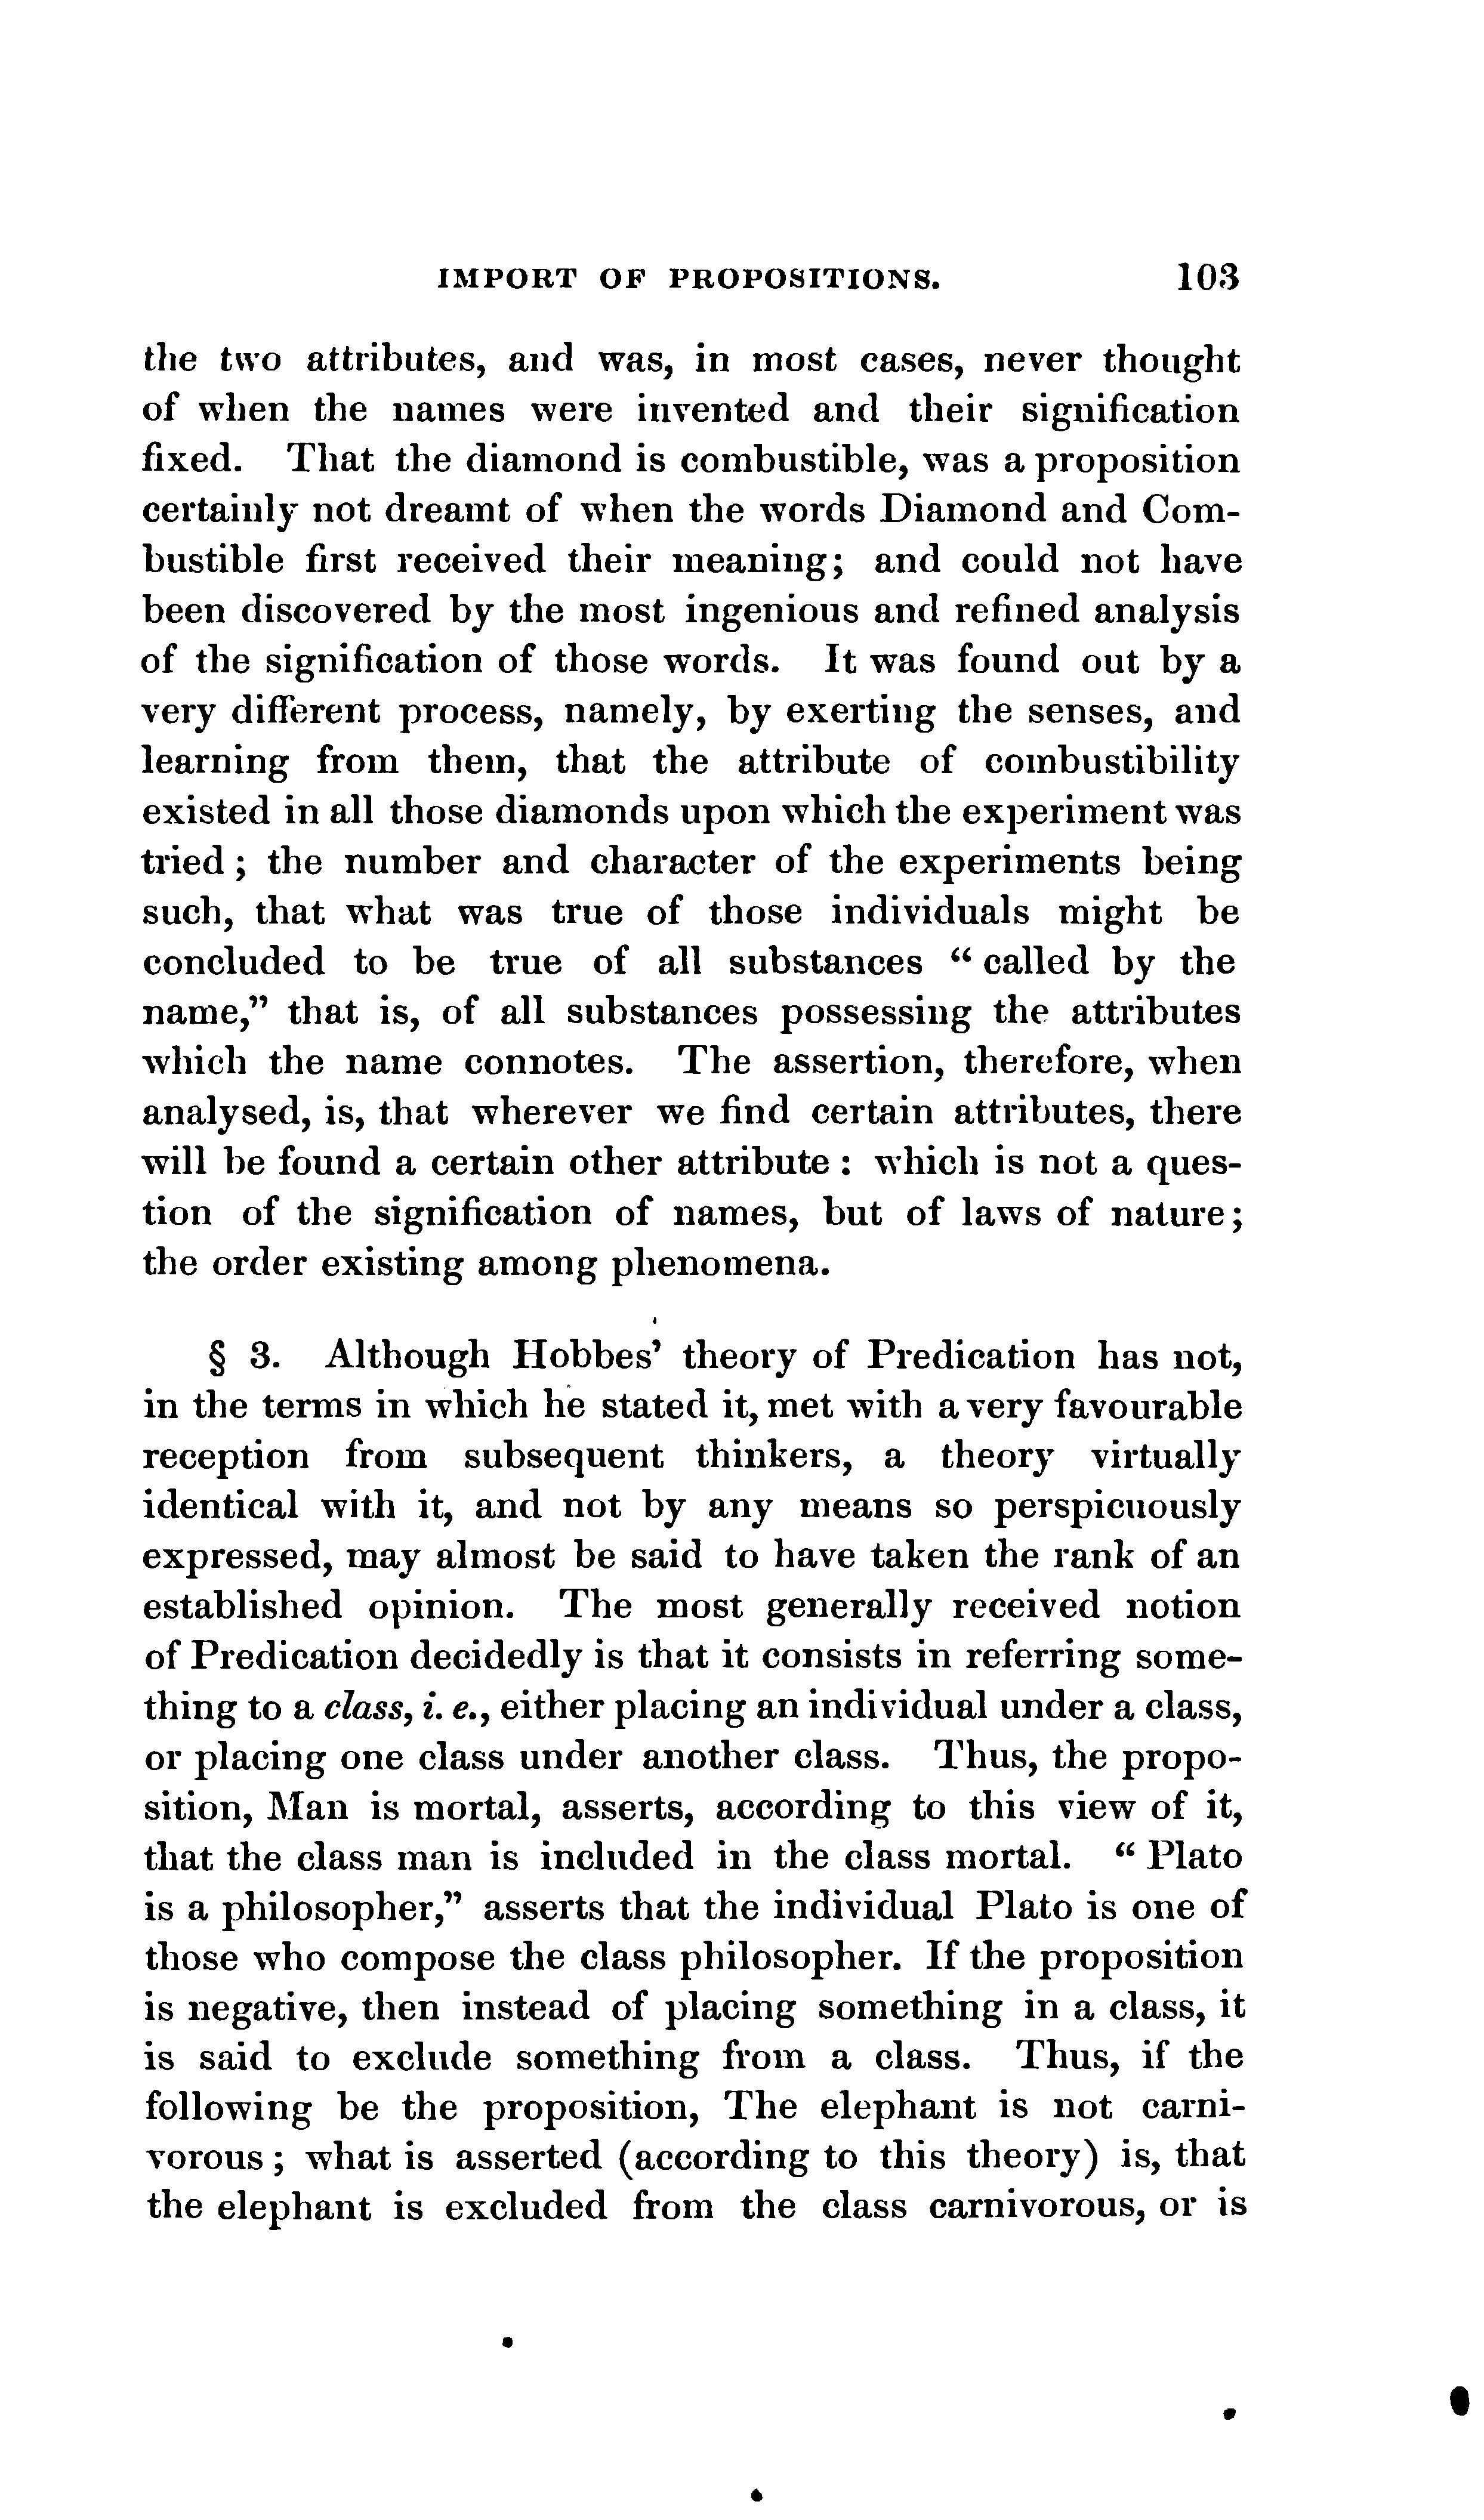 IMPORT OF PROPOSITIONS. 103
the two attributes, and was, in most cases, never thought
of when the names were invented and their signification
fixed. That the diamond is combustible, was a proposition
certainly not dreamt of when the words Diamond and Com-
bustible first received their meaning; and could not have
been discovered by the most ingenious and refined analysis
of the signification of those words. It was found out by a
very different process, namely, by exerting the senses, and
learning from them, that the attribute of combustibility
existed in all those diamonds upon which the experiment was
tried; the number and character of the experiments being
such, that what was true of those individuals might be
concluded to be true of all substances “called by the
name,” that is, of all substances possessing the attributes
which the name connotes. The assertion, therefore, when
analysed, is, that wherever we find certain attributes, there
will be found a certain other attribute: which is not a ques-
tion of the signification of names, but of laws of nature;
the order existing among phenomena.
§ 3. Although Hobbes’ theory of Predication has not,
in the terms in which he stated it, met with a very favourable
reception from subsequent thinkers, a theory virtually
identical with it, and not by any means so perspicuously
expressed, may almost be said to have taken the rank of an
established opinion. The most generally received notion
of Predication decidedly is that it consists in referring some-
thing to a class, i. e., either placing an individual under a class,
or placing one class under another class. Thus, the propo-
sition, Man is mortal, asserts, according to this view of it,
that the class man is included in the class mortal. “Plato
is a philosopher,” asserts that the individual Plato is one of
those who compose the class philosopher. If the proposition
is negative, then instead of placing something in a class, it
is said to exclude something from a class. Thus, if the
following be the proposition, The elephant is not carni-
vorous; what is asserted (according to this theory) is, that
the elephant is excluded from the class carnivorous, or is